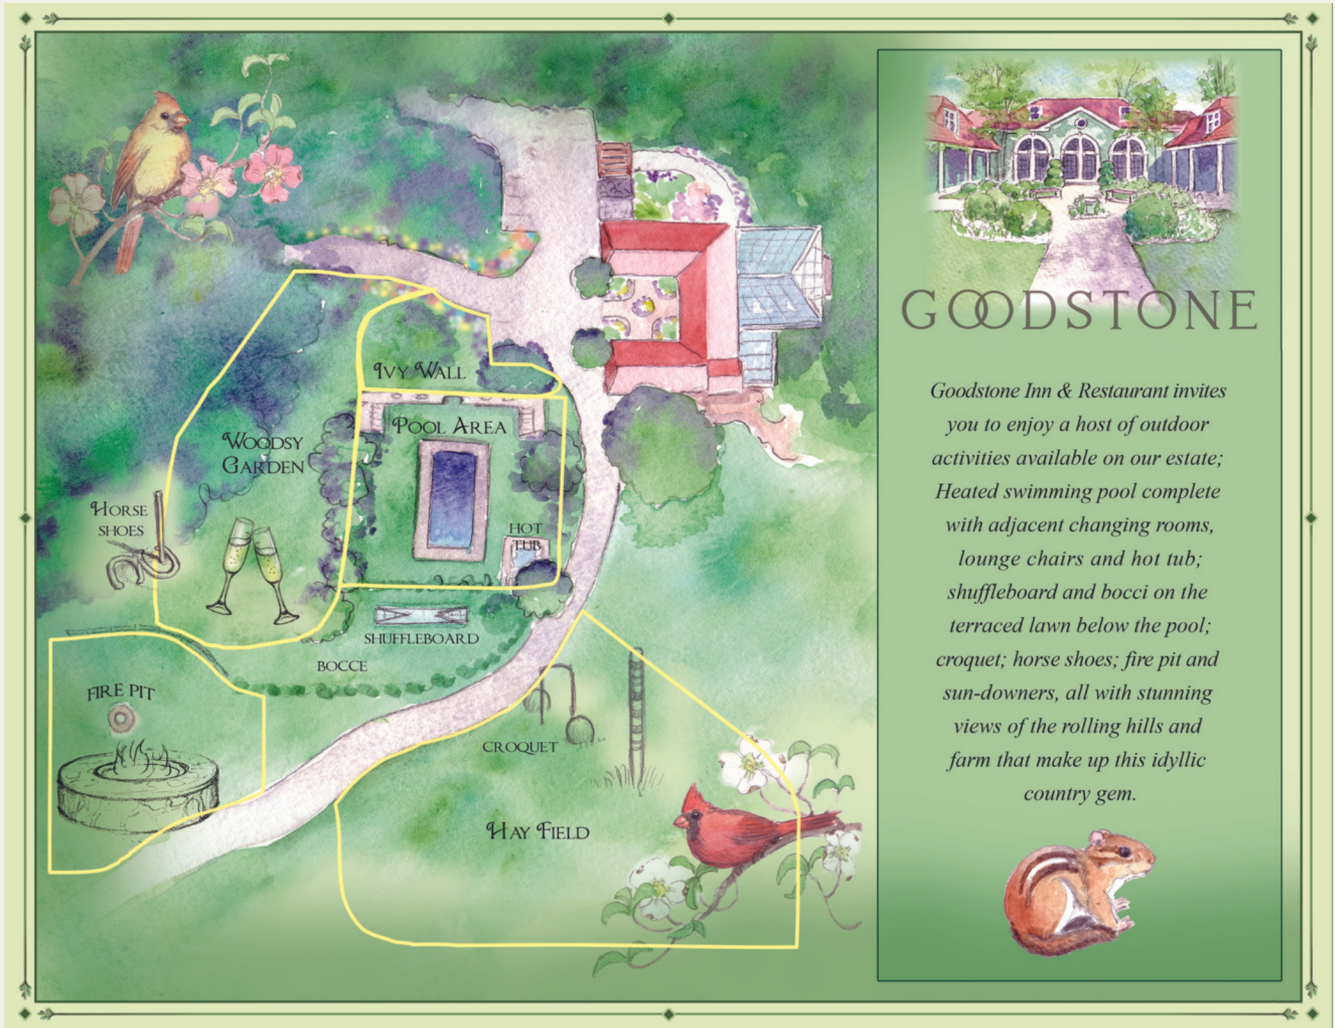 IVY WALL
POOL AREA
WOODSY
GARDEN
HORSE
SHOES
HOT
TUB
SHUFFLEBOARD
BOCCE
FIRE PIT
CROQUET
HAY FIELD
GOODSTONE
Goodstone Inn & Restaurant invites
you to enjoy a host of outdoor
activities available on our estate;
Heated swimming pool complete
with adjacent changing rooms,
lounge chairs and hot tub;
shuffleboard and bocci on the
terraced lawn below the pool;
croquet; horse shoes; fire pit and
sun-downers, all with stunning
views of the rolling hills and
farm that make up this idyllic
country gem.